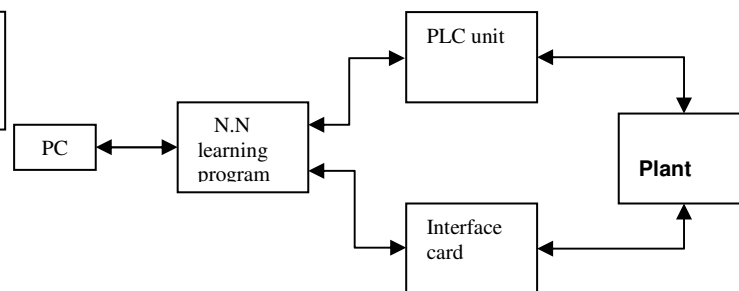 PLC unit
N.N
learning
program
PC
Plant
Interface
card